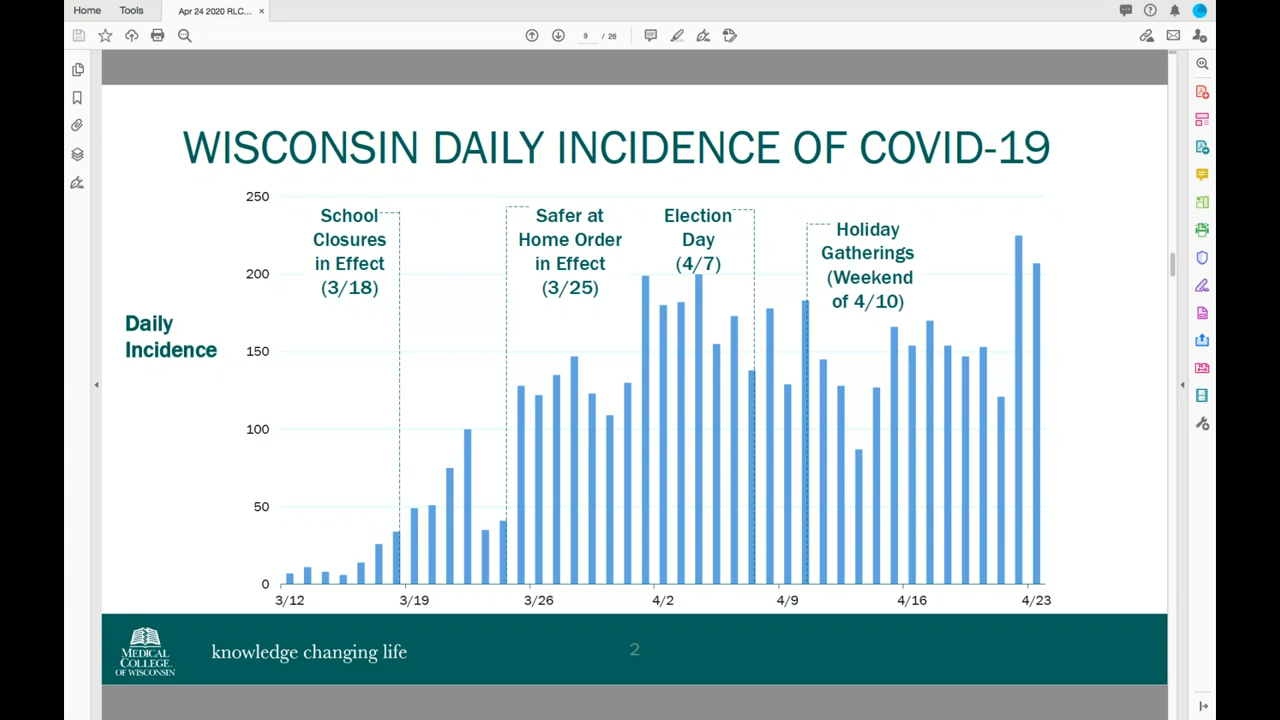 Home Tools Apr 24 2020 RLC... ×
9 / 26
WISCONSIN DAILY INCIDENCE OF COVID-19
250
200
150
100
50
0
Daily
Incidence
School
Closures
in Effect
(3/18)
Safer at
Home Order
in Effect
(3/25)
Election
Day
(4/7)
Holiday
Gatherings
(Weekend
of 4/10)
3/12 3/19 3/26 4/2 4/9 4/16 4/23
MEDICAL
COLLEGE
OF WISCONSIN
knowledge changing life
2